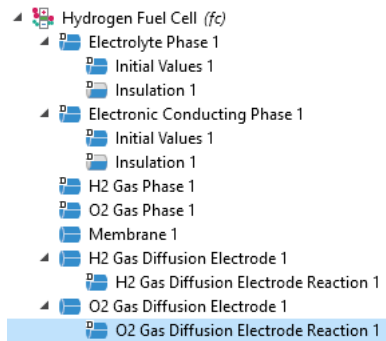 Hydrogen Fuel Cell (fc)
Electrolyte Phase 1
Initial Values 1
Insulation 1
Electronic Conducting Phase 1
Initial Values 1
Insulation 1
H2 Gas Phase 1
O2 Gas Phase 1
Membrane 1
H2 Gas Diffusion Electrode 1
H2 Gas Diffusion Electrode Reaction 1
O2 Gas Diffusion Electrode 1
O2 Gas Diffusion Electrode Reaction 1